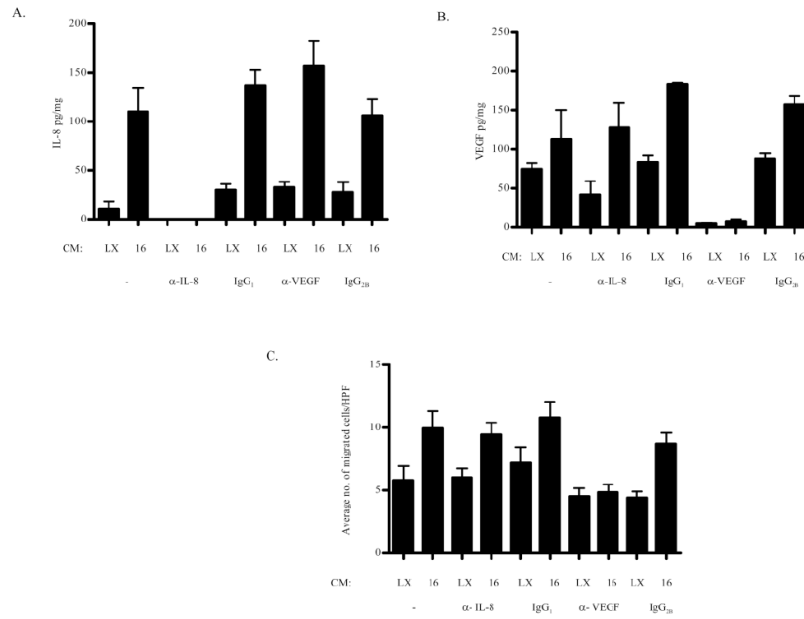 A.
200
150
100
50
0
IL-8 pg/mg
CM: LX 16 LX 16 LX 16 LX 16 LX 16
- α-IL-8 IgG1 α-VEGF IgG2B
B.
250
200
150
100
50
0
VEGF pg/mg
CM: LX 16 LX 16 LX 16 LX 16 LX 16
- α-IL-8 IgG1 α-VEGF IgG2B
C.
15
10
5
0
Average no. of migrated cells/HPF
CM: LX 16 LX 16 LX 16 LX 16 LX 16
- α- IL-8 IgG1 α- VEGF IgG2B